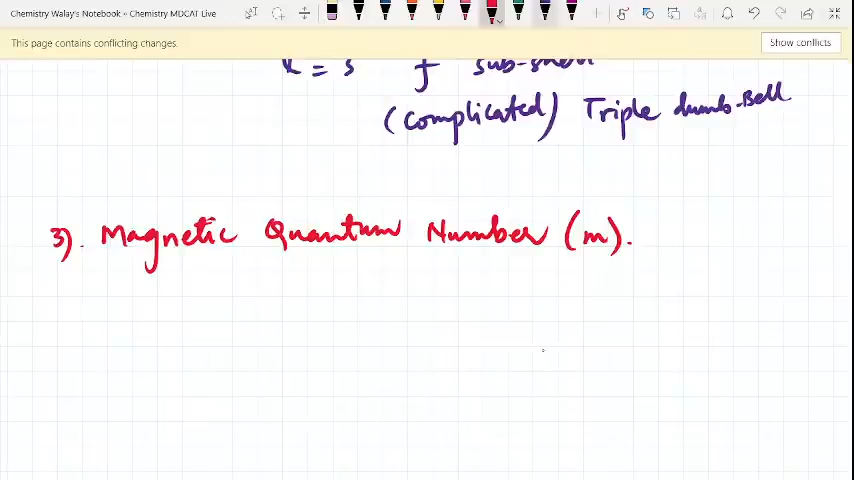 Chemistry Walay's Notebook » Chemistry MDCAT Live
This page contains conflicting changes.
Show conflicts
l = 3 f sub-shell
(complicated) Triple dumb-Bell
3). Magnetic Quantum Number (m).